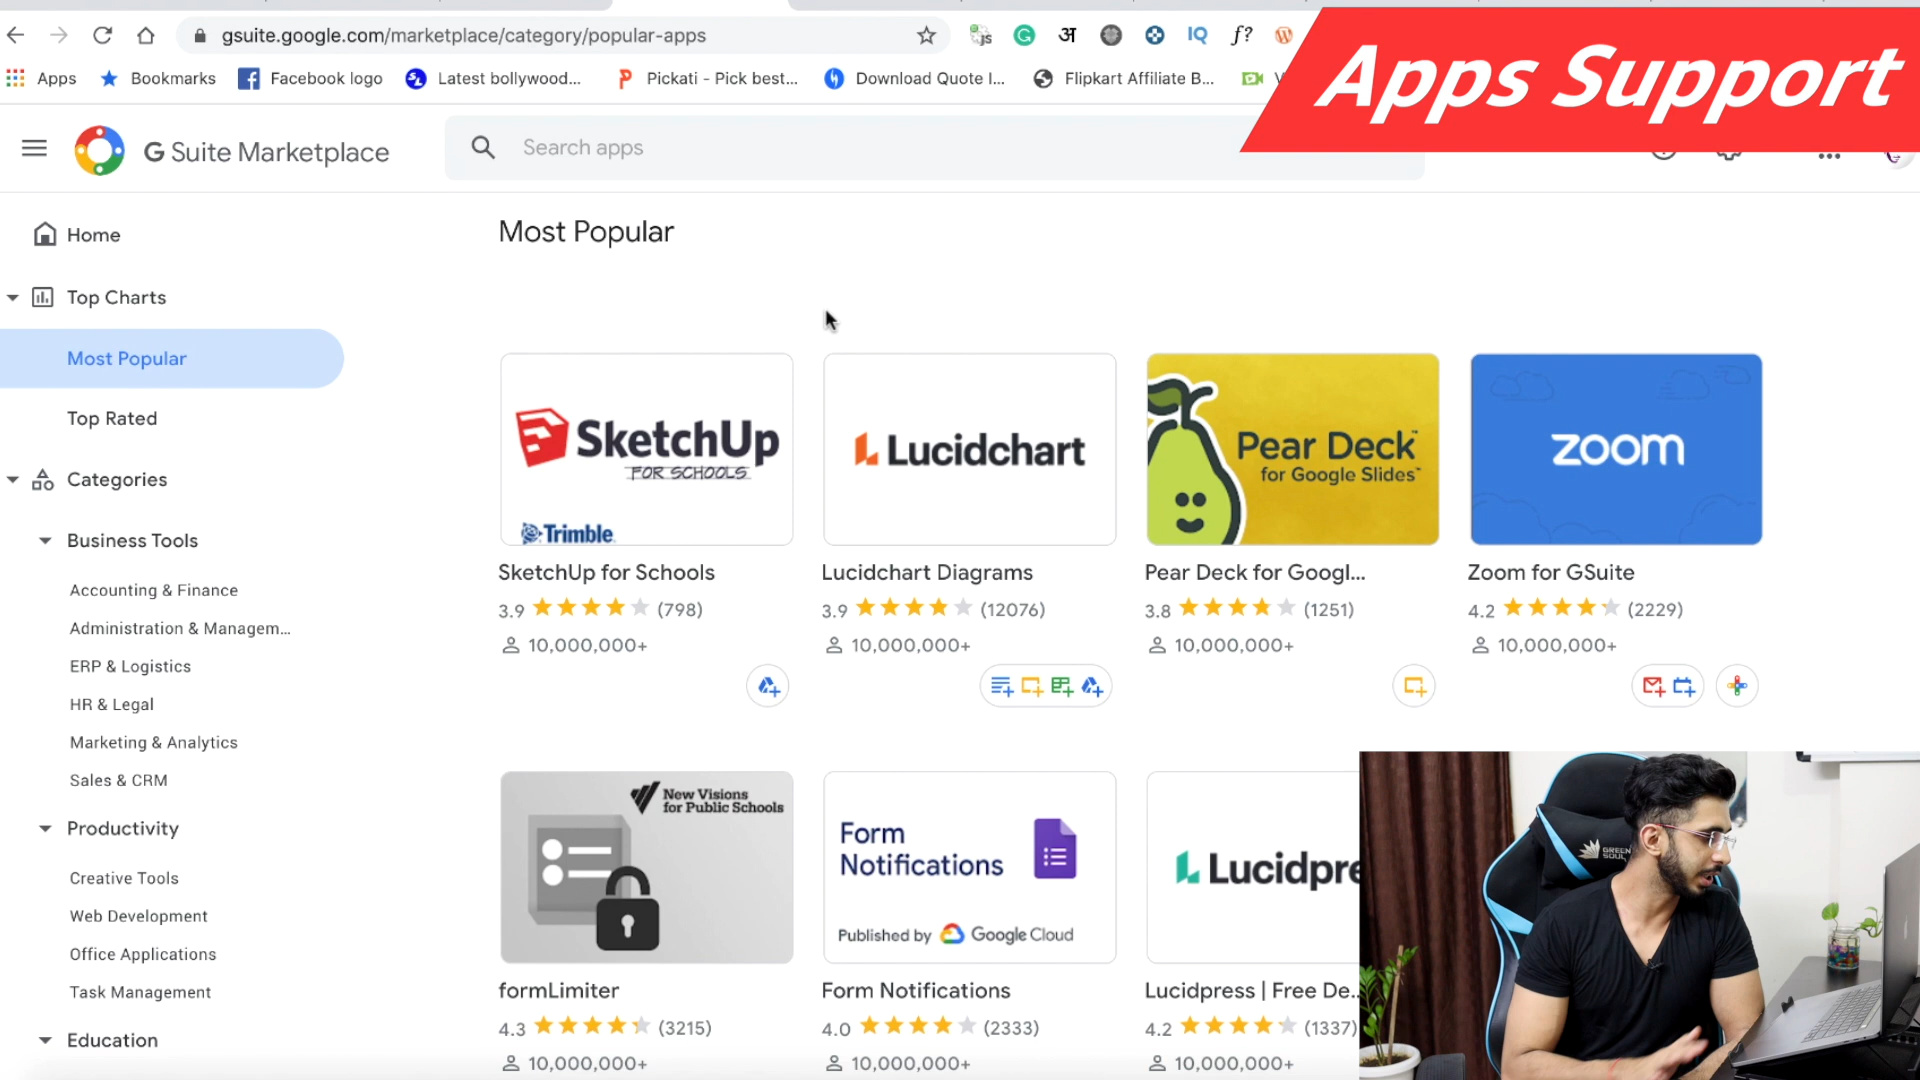 gsuite.google.com/marketplace/category/popular-apps
अ
IQ
f?
Apps
Bookmarks
Facebook logo
Latest bollywood...
Pickati - Pick best...
Download Quote I...
Flipkart Affiliate B...
Apps Support
G Suite Marketplace
Search apps
Home
Top Charts
Most Popular
Top Rated
Categories
Business Tools
Accounting & Finance
Administration & Managem...
ERP & Logistics
HR & Legal
Marketing & Analytics
Sales & CRM
Productivity
Creative Tools
Web Development
Office Applications
Task Management
Education
Most Popular
SketchUp
FOR SCHOOLS
Trimble
SketchUp for Schools
3.9 (798)
10,000,000+
Lucidchart
Lucidchart Diagrams
3.9 (12076)
10,000,000+
Pear Deck™
for Google Slides™
Pear Deck for Googl...
3.8 (1251)
10,000,000+
zoom
Zoom for GSuite
4.2 (2229)
10,000,000+
New Visions
for Public Schools
formLimiter
4.3 (3215)
10,000,000+
Form
Notifications
Published by Google Cloud
Form Notifications
4.0 (2333)
10,000,000+
Lucidpre
Lucidpress | Free De...
4.2 (1337)
10,000,000+
GREEN
SOUL